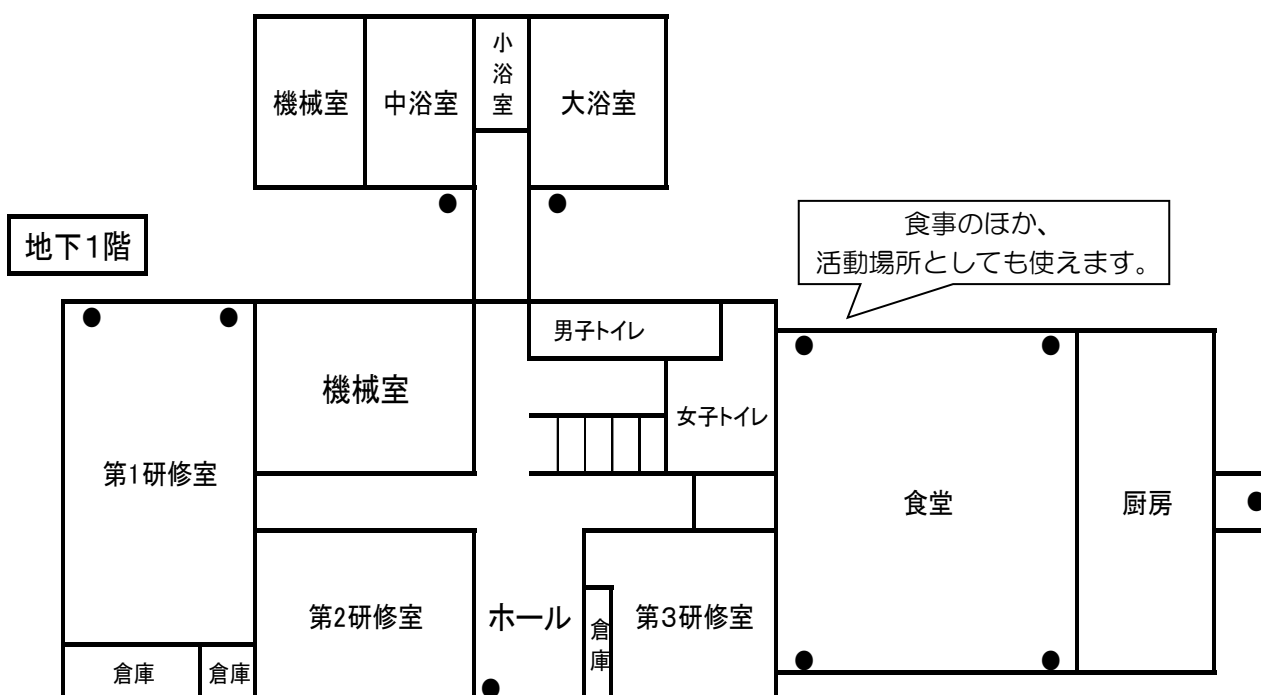 機械室
中浴室
小浴室
大浴室
地下1階
食事のほか、
活動場所としても使えます。
男子トイレ
機械室
女子トイレ
第1研修室
食堂
厨房
第2研修室
ホール
倉庫
第3研修室
倉庫
倉庫